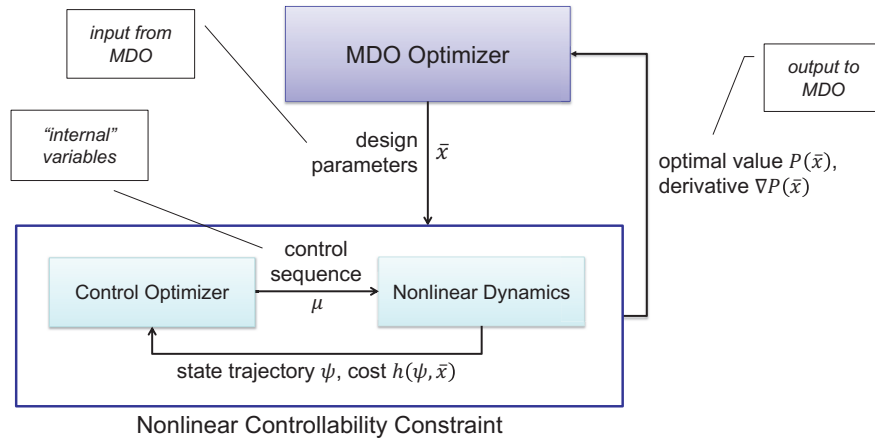 input from
MDO
MDO Optimizer
output to
MDO
"internal"
variables
design
parameters
x̄
optimal value P(x̄),
derivative ∇P(x̄)
control
sequence
μ
Control Optimizer
Nonlinear Dynamics
state trajectory ψ, cost h(ψ, x̄)
Nonlinear Controllability Constraint